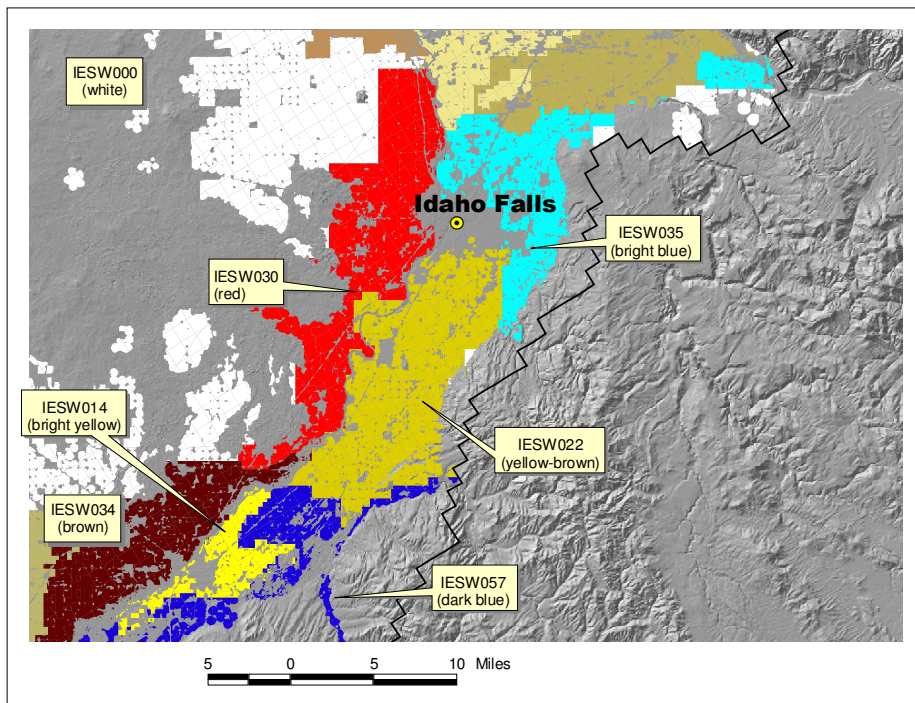 IESW000
(white)
Idaho Falls
IESW035
(bright blue)
IESW030
(red)
IESW014
(bright yellow)
IESW022
(yellow-brown)
IESW034
(brown)
IESW057
(dark blue)
5 0 5 10 Miles